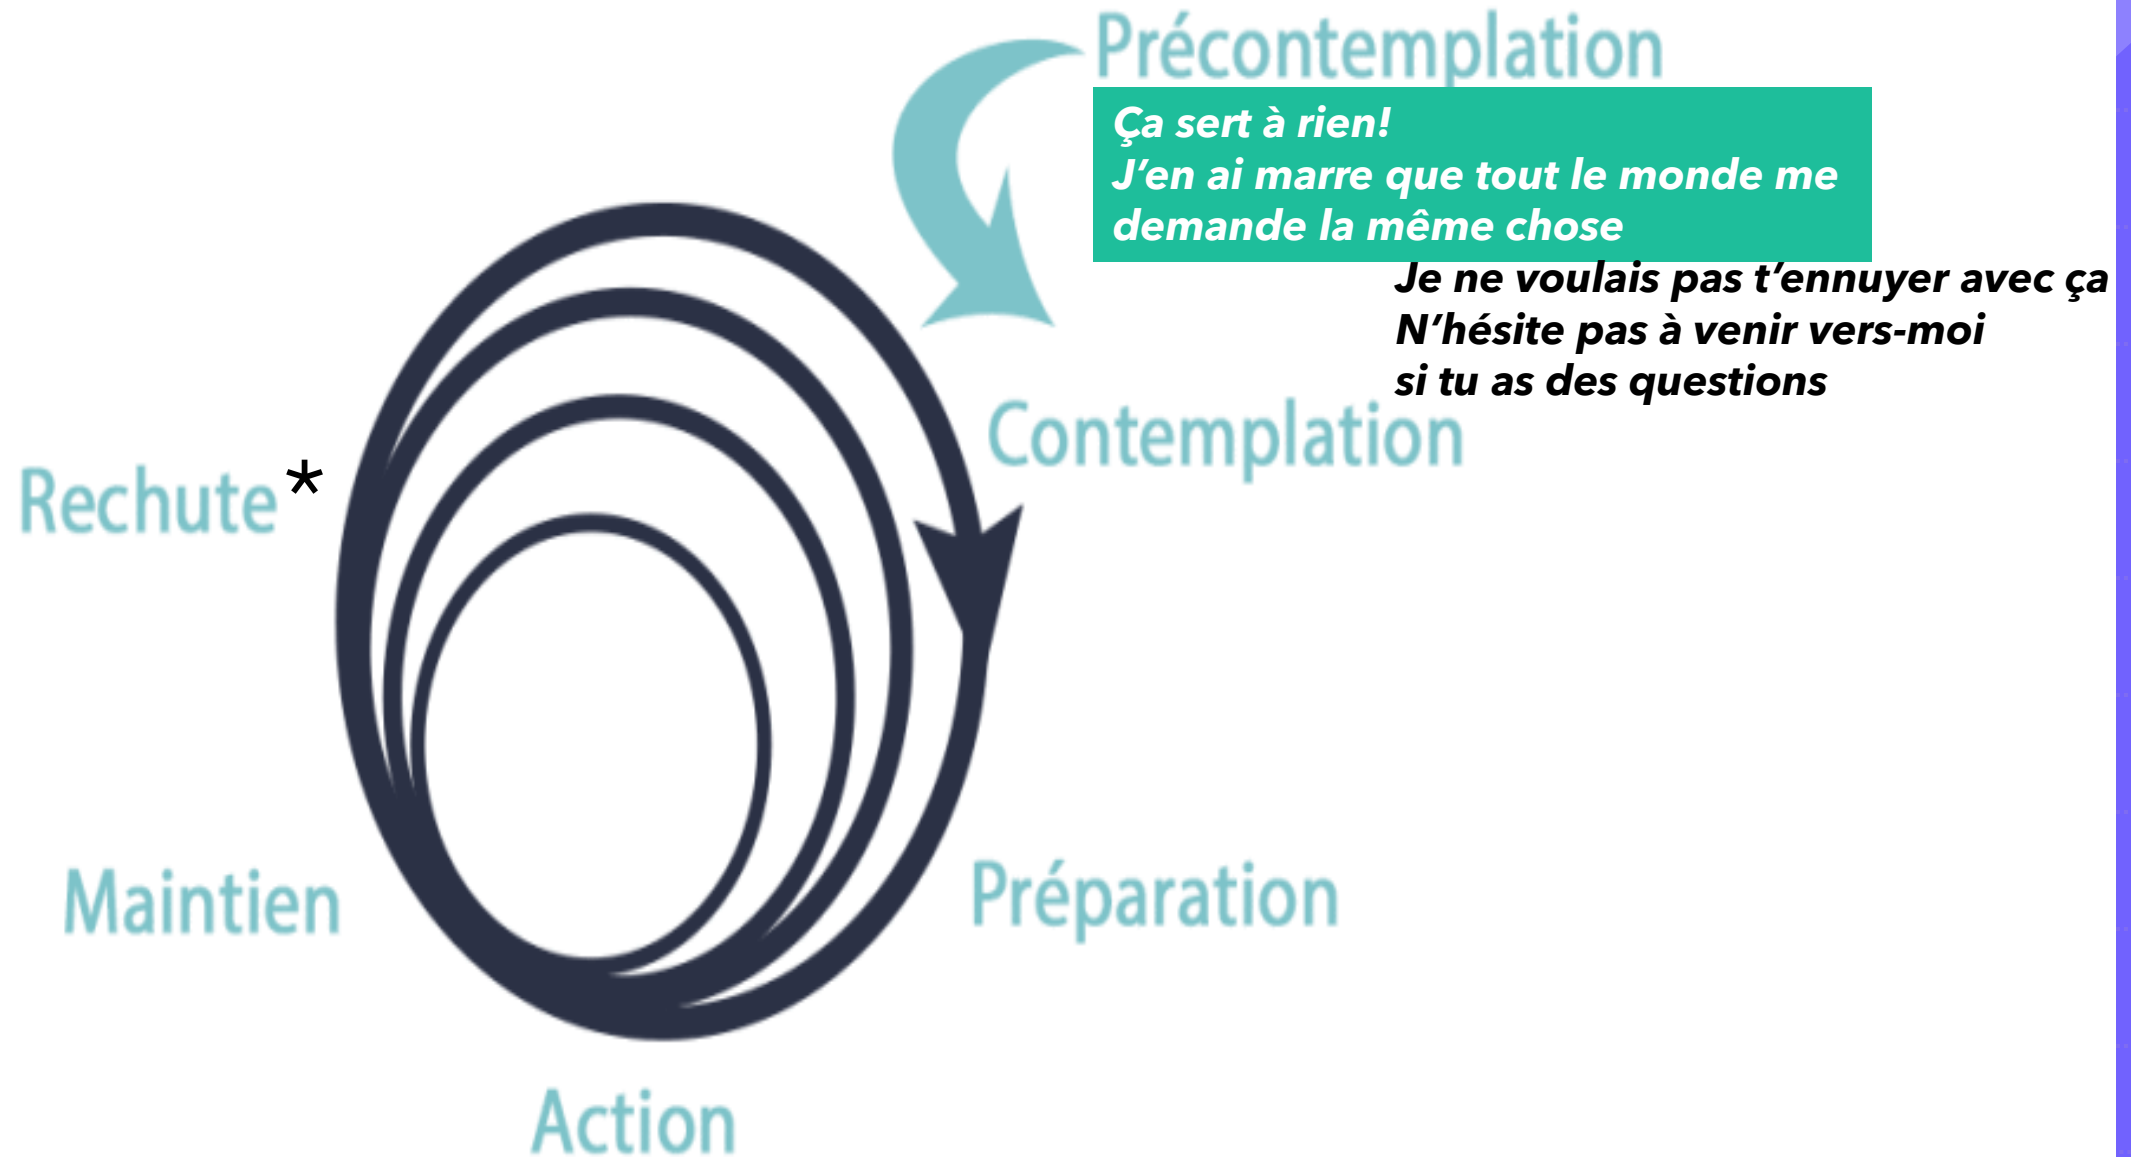 Précontemplation
Ça sert à rien!
J’en ai marre que tout le monde me
demande la même chose
Je ne voulais pas t’ennuyer avec ça
N’hésite pas à venir vers-moi
si tu as des questions
Contemplation
Rechute*
Maintien
Préparation
Action